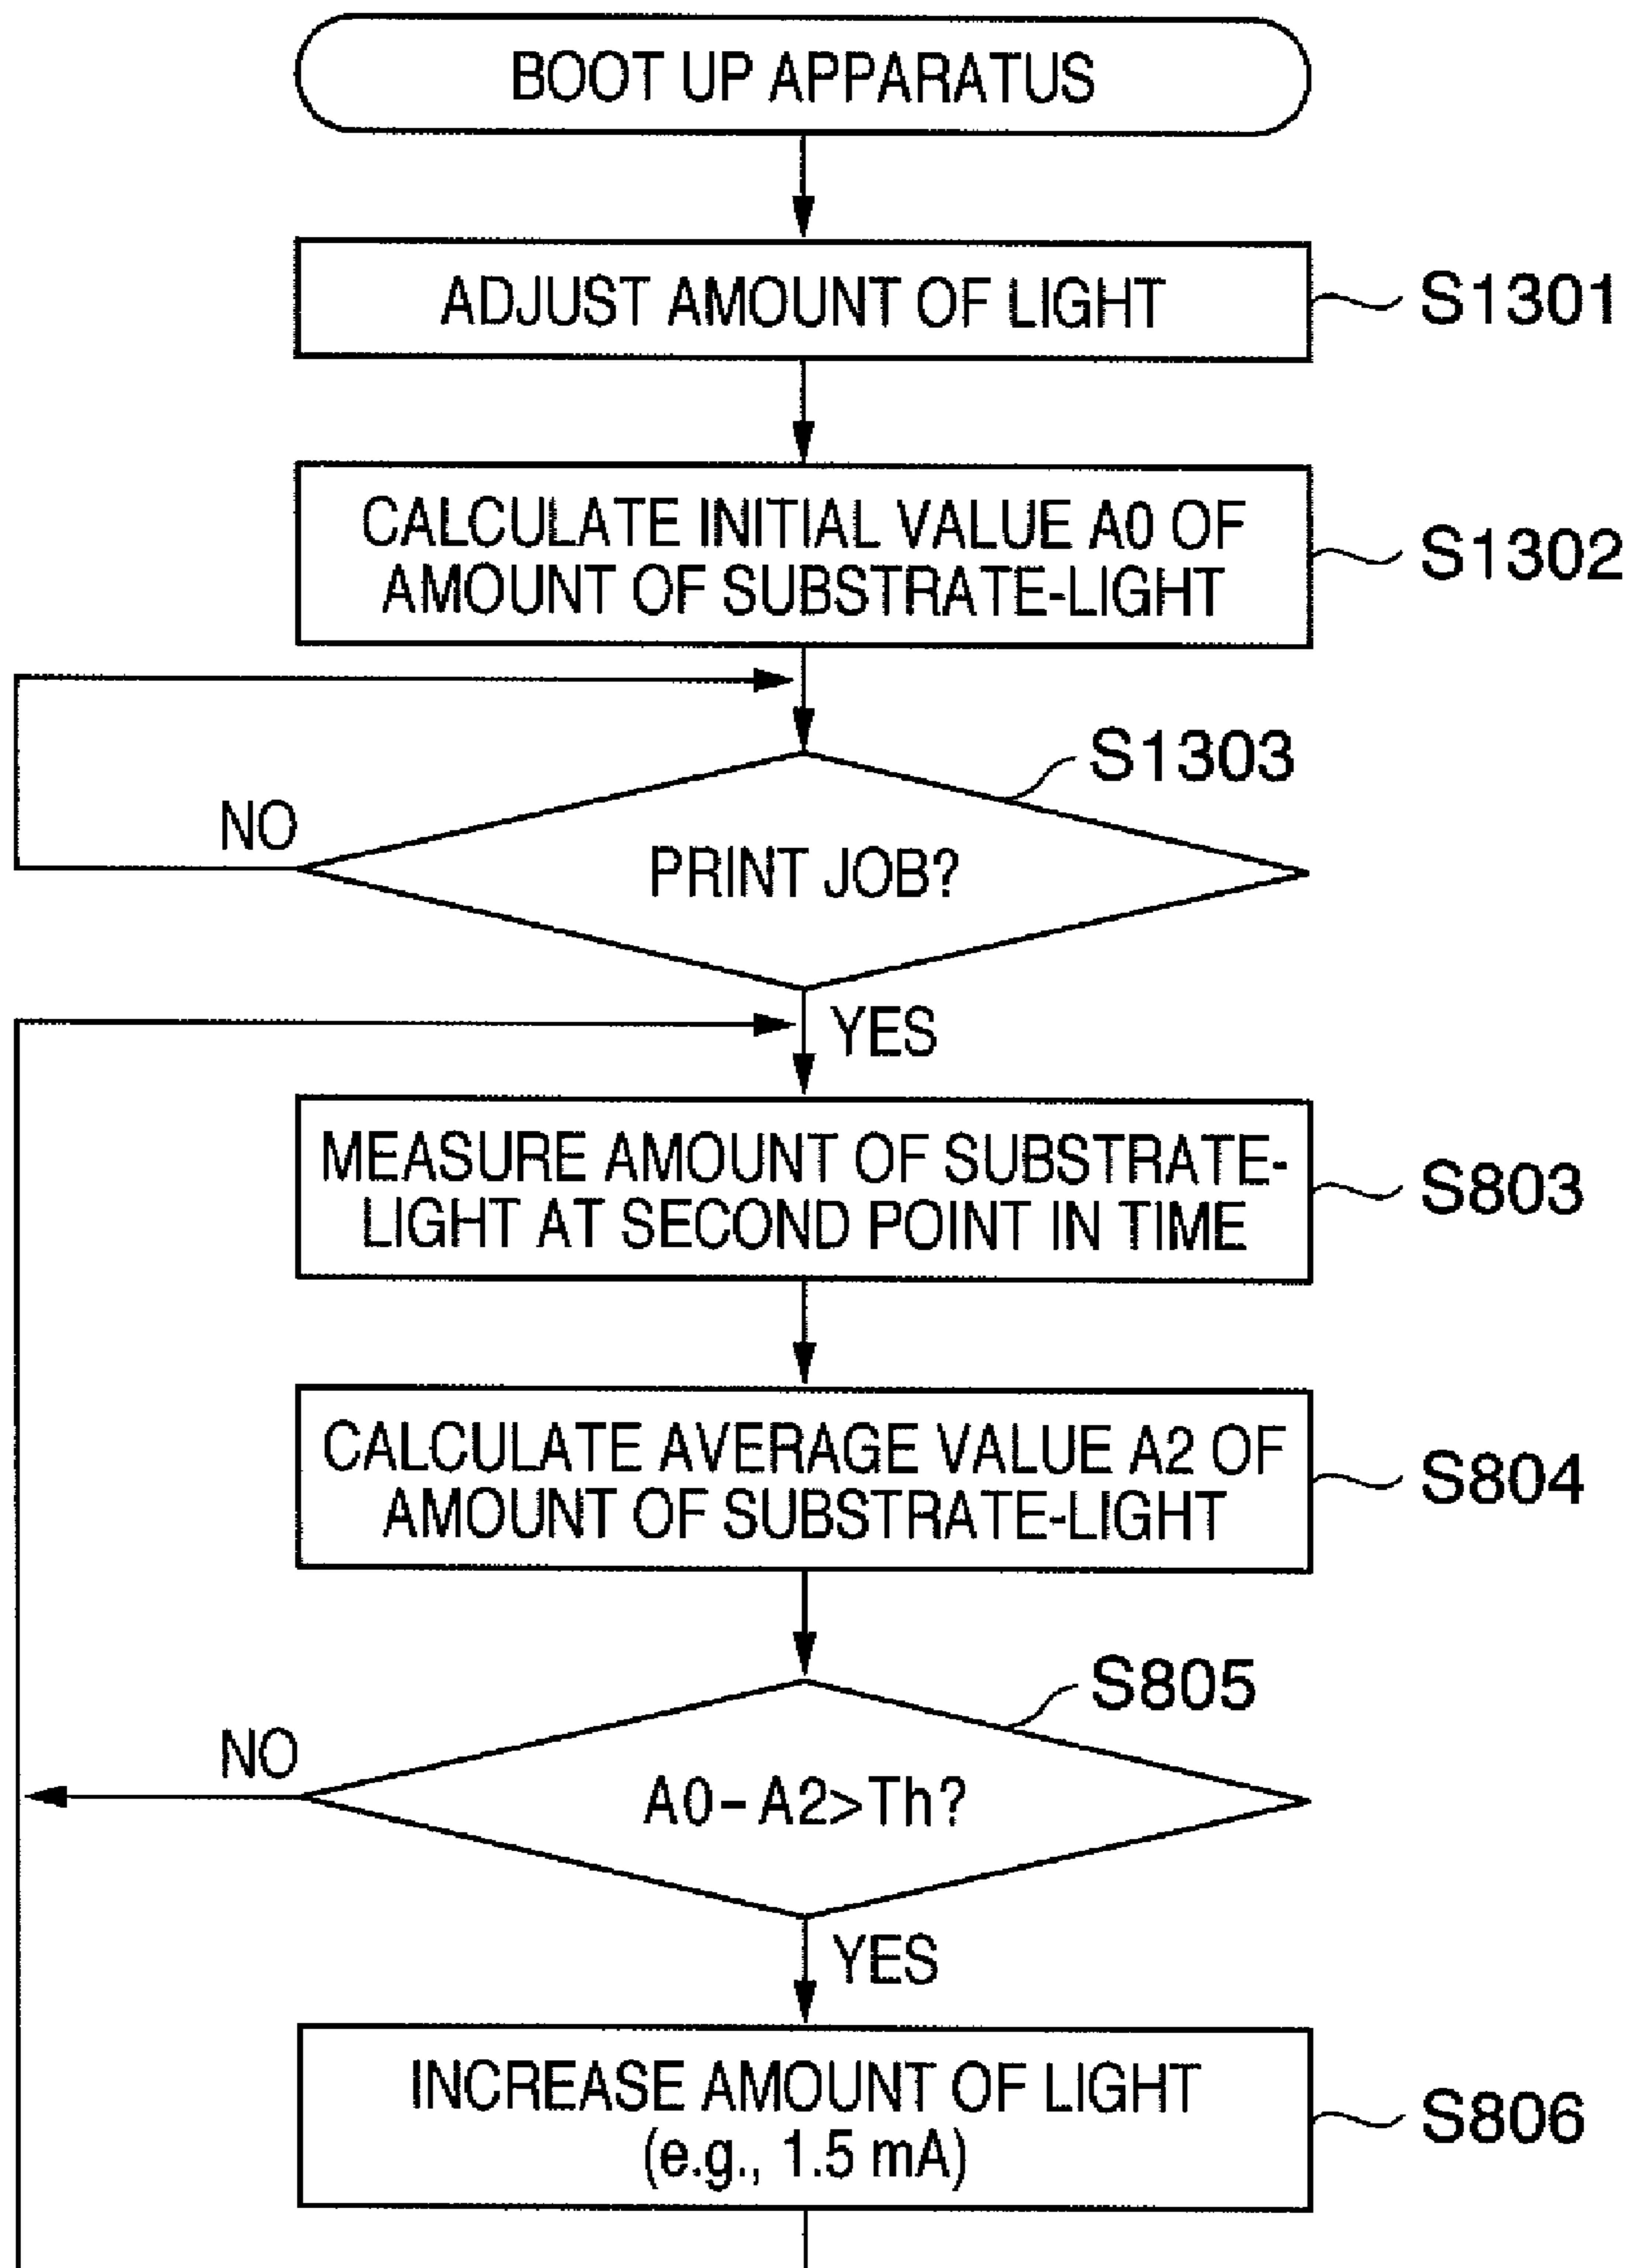 BOOT UP APPARATUS
ADJUST AMOUNT OF LIGHT
S1301
CALCULATE INITIAL VALUE A0 OF
AMOUNT OF SUBSTRATE-LIGHT
S1302
S1303
NO
PRINT JOB?
YES
MEASURE AMOUNT OF SUBSTRATE-
LIGHT AT SECOND POINT IN TIME
S803
CALCULATE AVERAGE VALUE A2 OF
AMOUNT OF SUBSTRATE-LIGHT
S804
S805
NO
A0-A2>Th?
YES
INCREASE AMOUNT OF LIGHT
(e.g., 1.5 mA)
S806